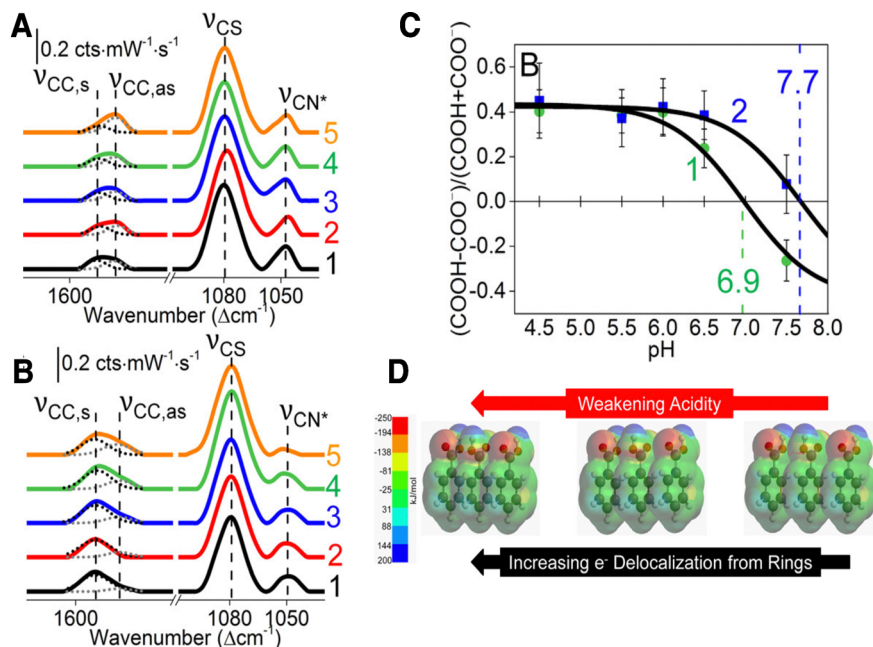 A
0.2 cts·mW⁻¹·s⁻¹
νCS
νCC,s
νCC,as
νCN*
5
4
3
2
1
1600
1080
1050
Wavenumber (Δcm⁻¹)
B
0.2 cts·mW⁻¹·s⁻¹
νCS
νCC,s
νCC,as
νCN*
5
4
3
2
1
1600
1080
1050
Wavenumber (Δcm⁻¹)
C
B
(COOH-COO⁻)/(COOH+COO⁻)
0.6
0.4
0.2
0.0
-0.2
-0.4
7.7
2
1
6.9
4.5 5.0 5.5 6.0 6.5 7.0 7.5 8.0
pH
D
Weakening Acidity
-250
-194
-138
-81
-25
31
88
144
200
kJ/mol
Increasing e⁻ Delocalization from Rings